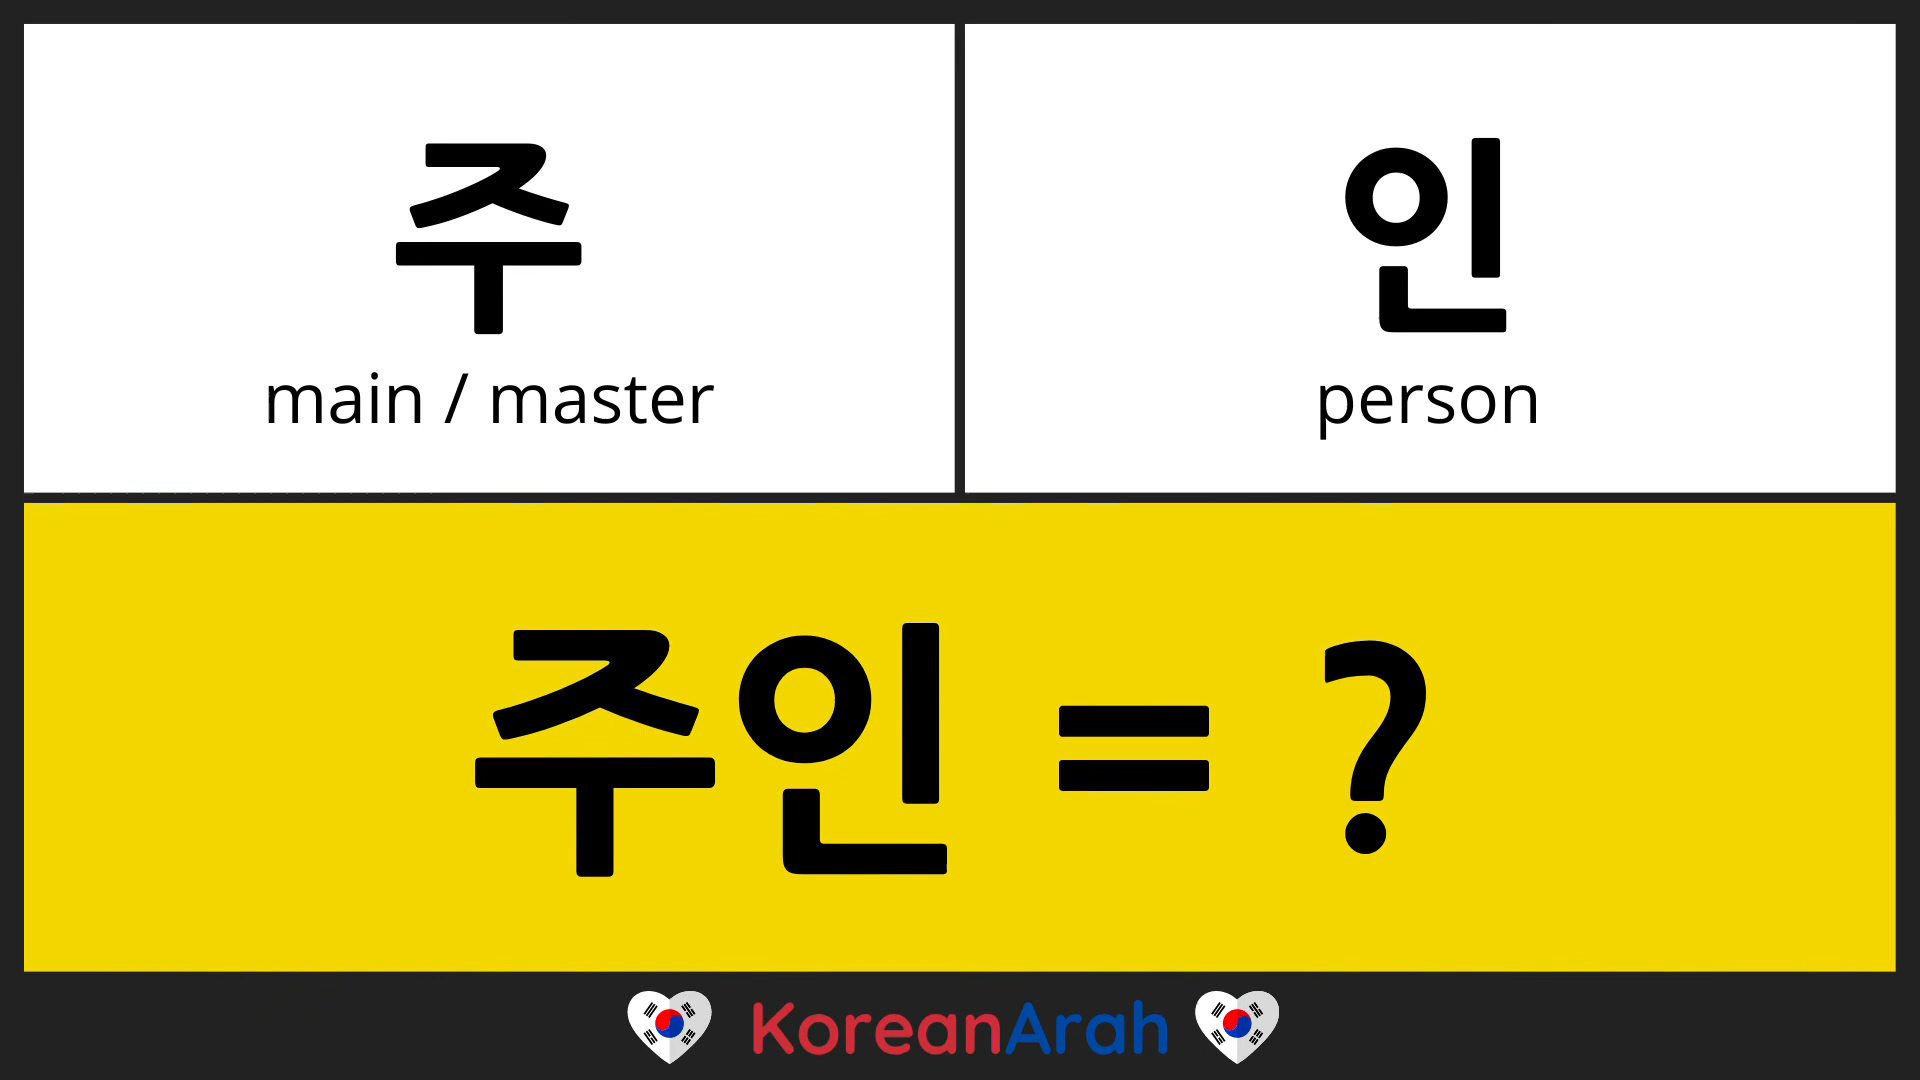 주
main / master
인
person
주인 = ?
KoreanArah